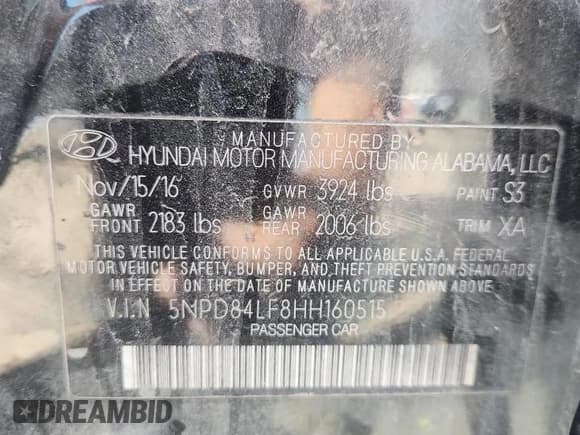 MANUFACTURED BY
HYUNDAI MOTOR MANUFACTURING ALABAMA, LLC
Nov/15/16 GVWR 3924 lbs PAINT S3
GAWR FRONT 2183 lbs GAWR REAR 2006 lbs TRIM XA
THIS VEHICLE CONFORMS TO ALL APPLICABLE U.S.A. FEDERAL
MOTOR VEHICLE SAFETY, BUMPER, AND THEFT PREVENTION
STANDARDS IN EFFECT ON THE DATE OF MANUFACTURE SHOWN
ABOVE.
V.I.N 5NPD84LF8HH160515
PASSENGER CAR
DREAMBID